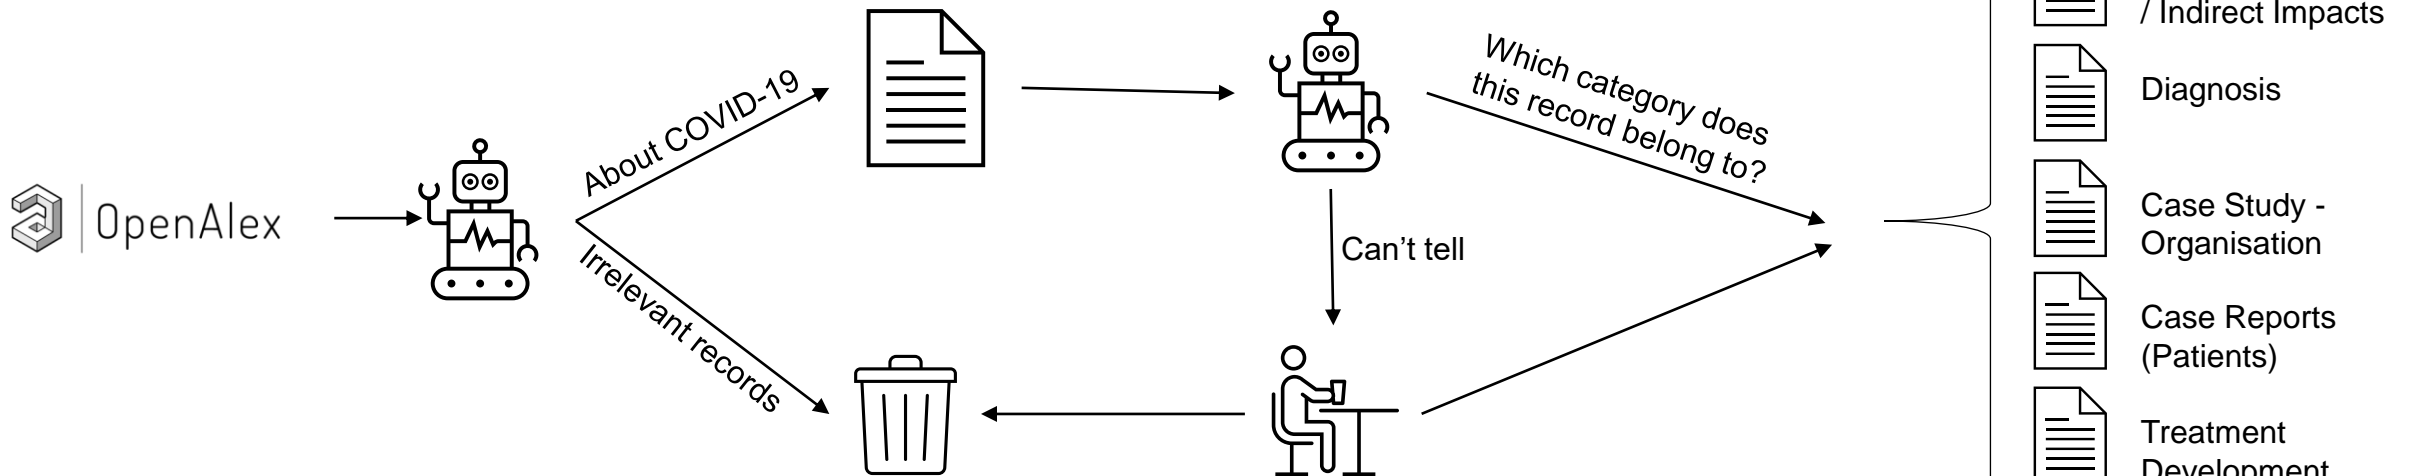 OpenAlex
About COVID-19
Irrelevant records
Which category does
this record belong to?
Can’t tell
/ Indirect Impacts
Diagnosis
Case Study -
Organisation
Case Reports
(Patients)
Treatment
Development